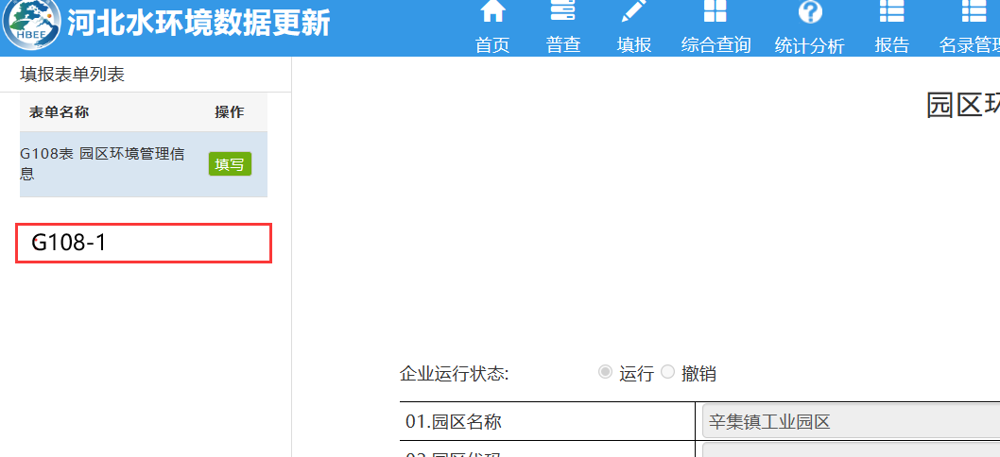 HBEE
河北水环境数据更新
首页 普查 填报 综合查询 统计分析 报告 名录管理
填报表单列表
表单名称 操作
G108表 园区环境管理信
息
填写
G108-1
园区环
企业运行状态: 运行 撤销
01.园区名称 辛集镇工业园区